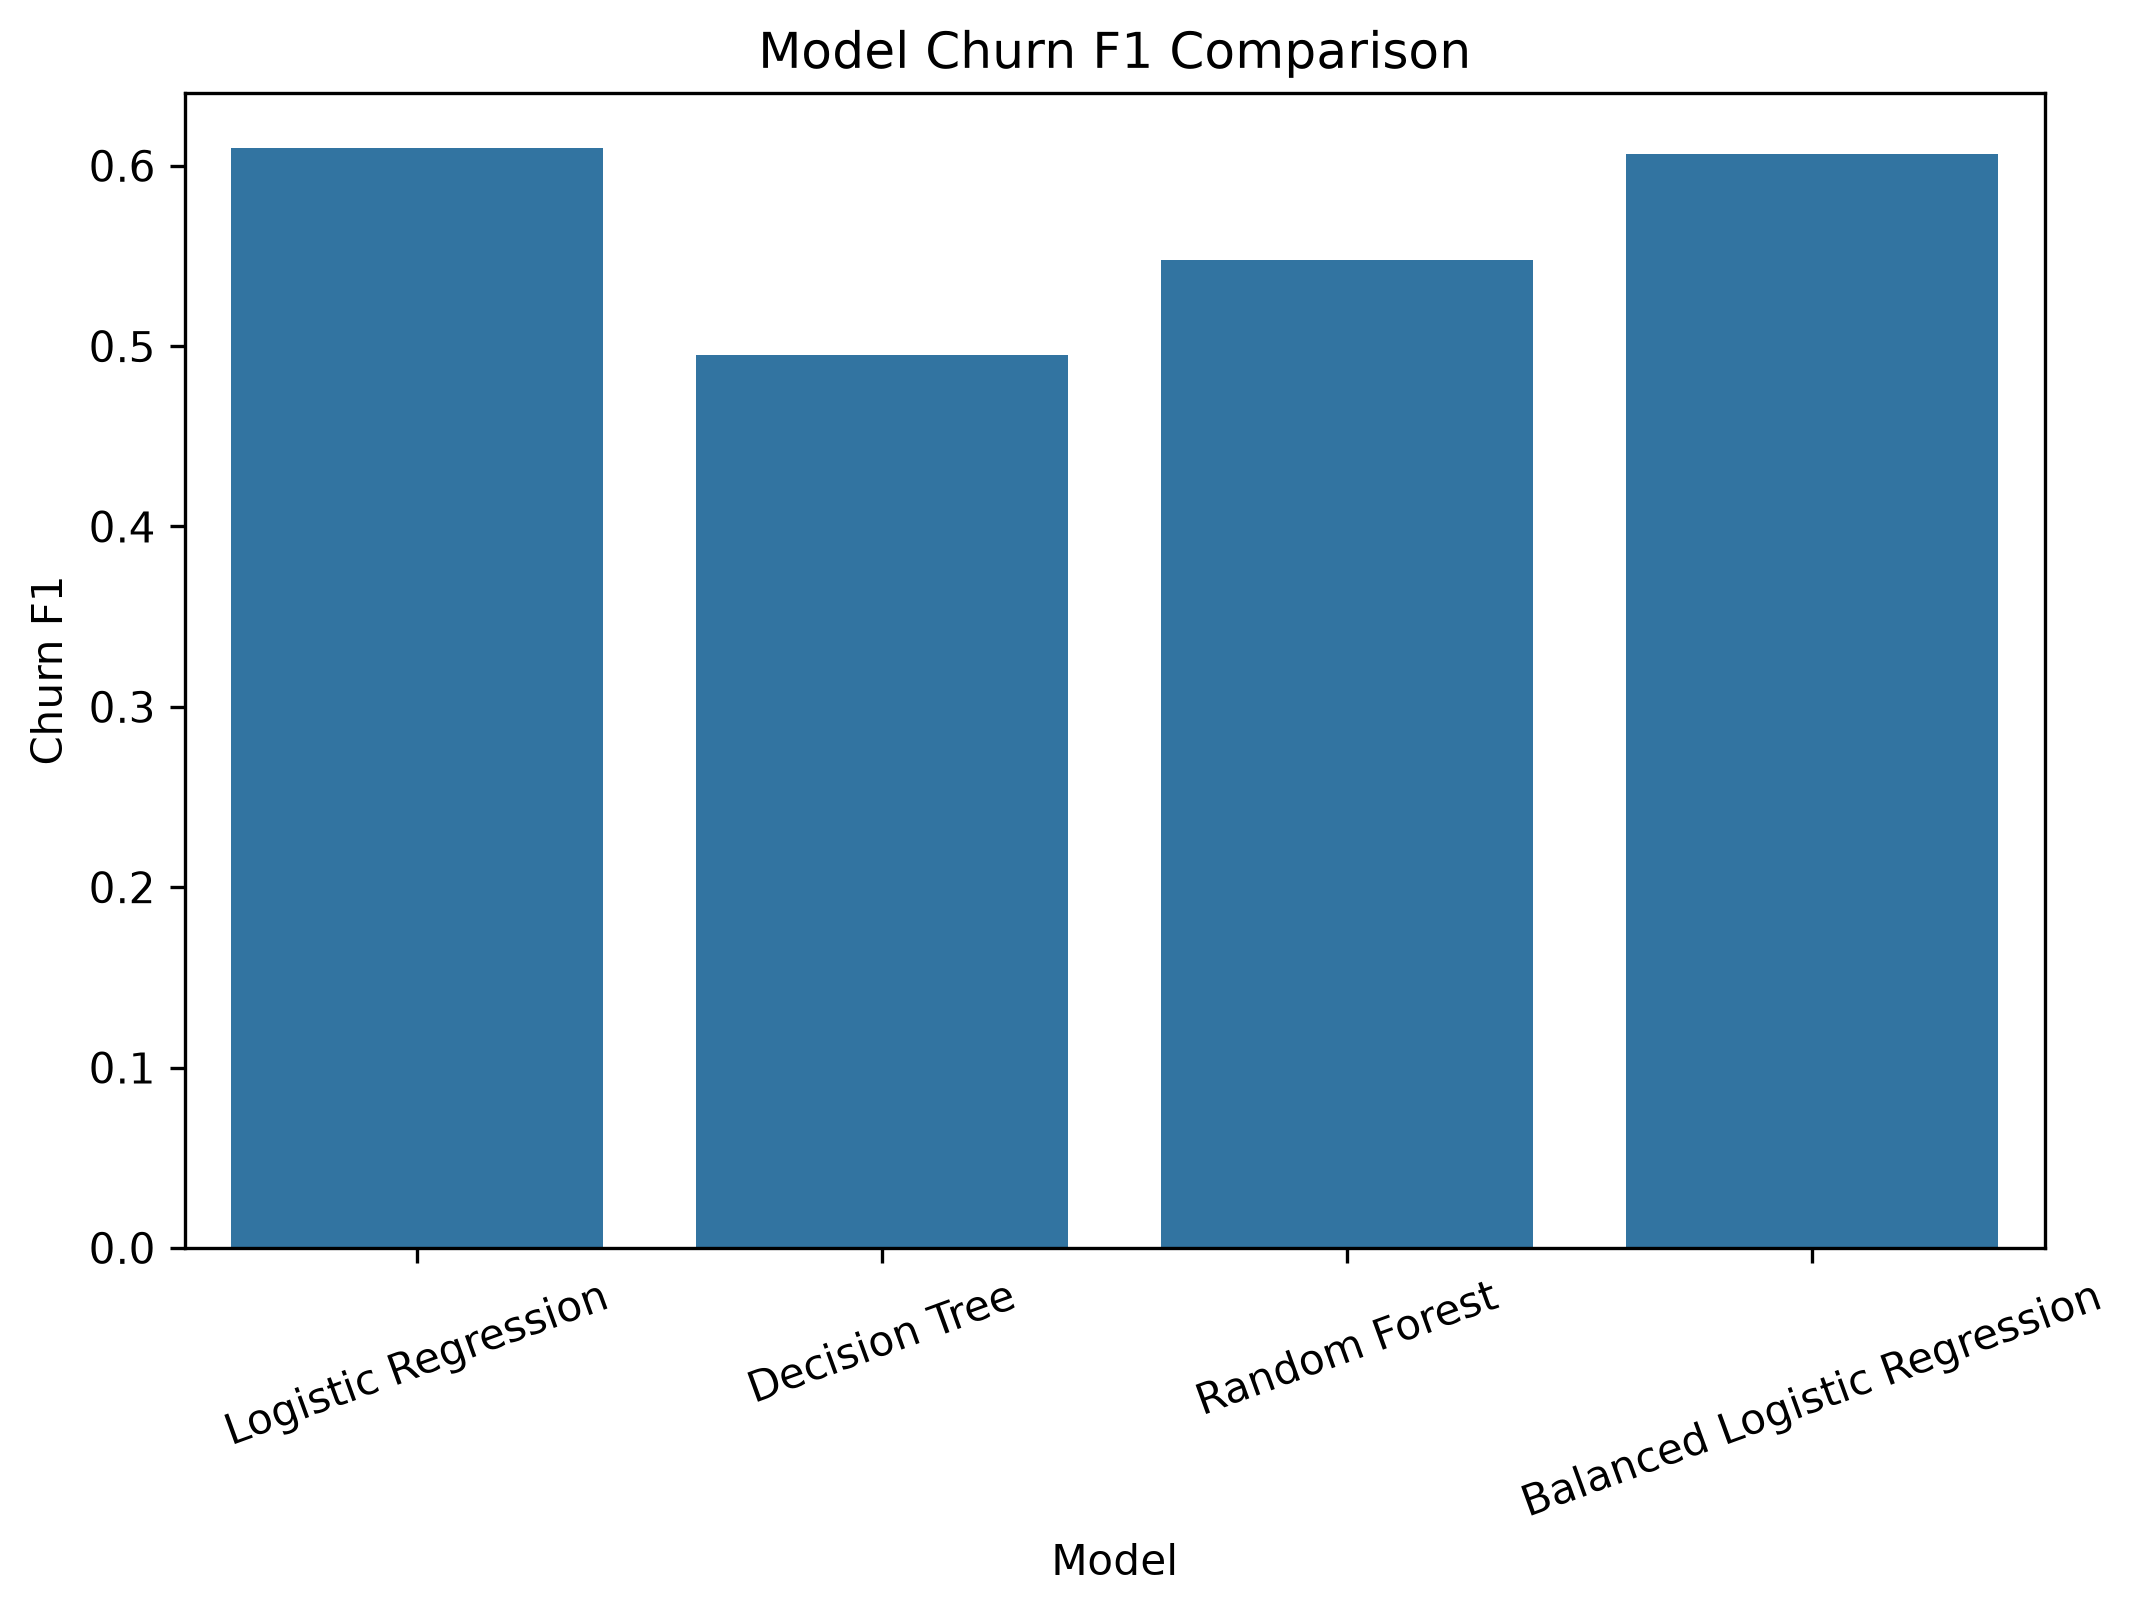 Model Churn F1 Comparison
Churn F1
0.6
0.5
0.4
0.3
0.2
0.1
0.0
Logistic Regression
Decision Tree
Random Forest
Balanced Logistic Regression
Model